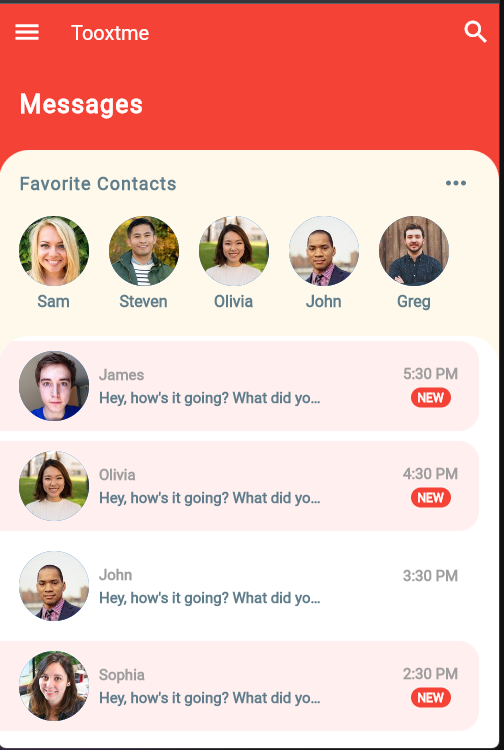 Tooxtme
Messages
Favorite Contacts
Sam Steven Olivia John Greg
James 5:30 PM
Hey, how's it going? What did yo... NEW
Olivia 4:30 PM
Hey, how's it going? What did yo... NEW
John 3:30 PM
Hey, how's it going? What did yo...
Sophia 2:30 PM
Hey, how's it going? What did yo... NEW